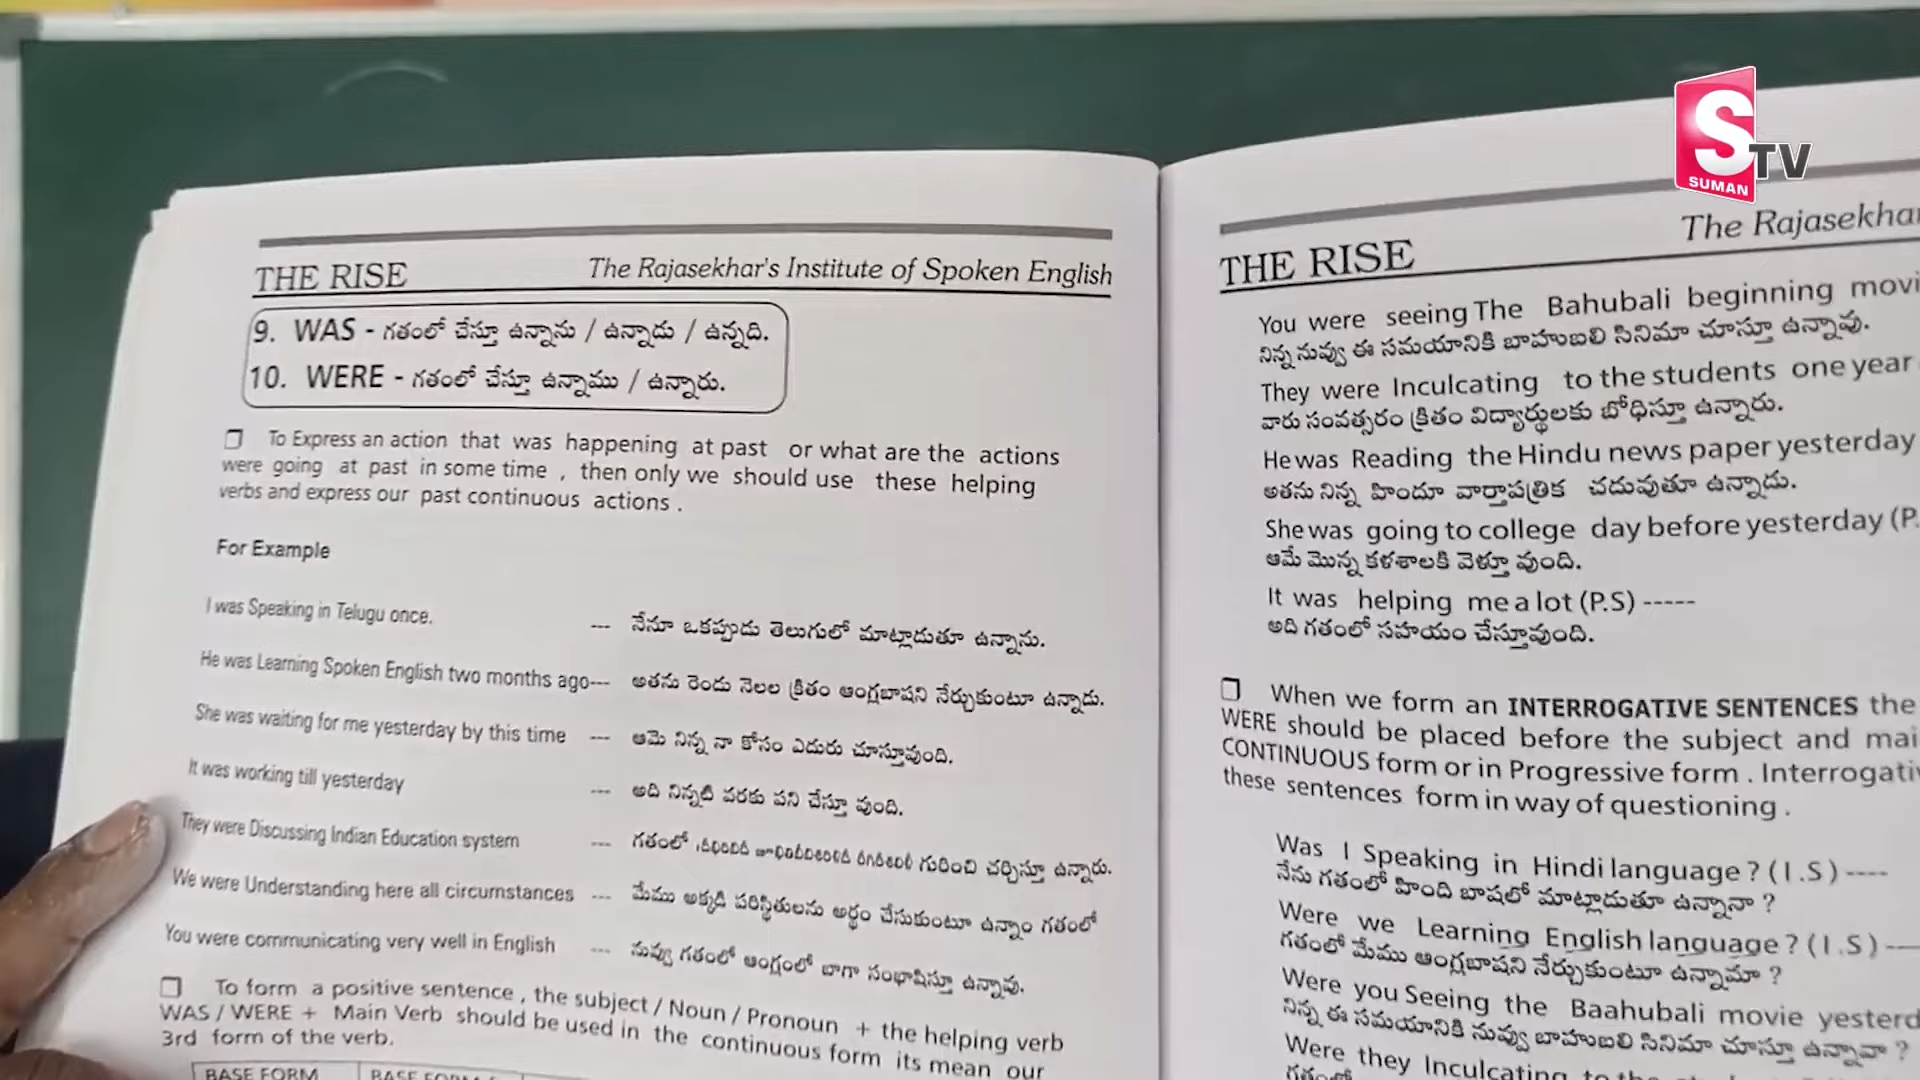 THE RISE The Rajasekhar's Institute of Spoken English
9. WAS - గతంలో చేస్తూ ఉన్నాను / ఉన్నాడు / ఉన్నది.
10. WERE - గతంలో చేస్తూ ఉన్నాము / ఉన్నారు.
❐ To Express an action that was happening at past or what are the actions
were going at past in some time , then only we should use these helping
verbs and express our past continuous actions .
For Example
I was Speaking in Telugu once. --- నేనూ ఒకప్పుడు తెలుగులో మాట్లాడుతూ ఉన్నాను.
He was Learning Spoken English two months ago--- అతను రెండు నెలల క్రితం ఆంగ్లబాషని నేర్చుకుంటూ ఉన్నాడు.
She was waiting for me yesterday by this time --- ఆమె నిన్న నా కోసం ఎదురు చూస్తూవుంది.
It was working till yesterday --- అది నిన్నటి వరకు పని చేస్తూ వుంది.
They were Discussing Indian Education system --- గతంలో గురించి చర్చిస్తూ ఉన్నారు.
We were Understanding here all circumstances --- మేము అక్కడి పరిస్థితులను అర్థం చేసుకుంటూ ఉన్నాం గతంలో
You were communicating very well in English --- నువ్వు గతంలో ఆంగ్లంలో బాగా సంభాషిస్తూ ఉన్నావు.
❐ To form a positive sentence , the subject / Noun / Pronoun + the helping verb
WAS / WERE + Main Verb should be used in the continuous form its mean our
3rd form of the verb.
BASE FORM BASE FORM
THE RISE The Rajasekhar
You were seeing The Bahubali beginning movi
నిన్న నువ్వు ఈ సమయానికి బాహుబలి సినిమా చూస్తూ ఉన్నావు.
They were Inculcating to the students one year
వారు సంవత్సరం క్రితం విద్యార్థులకు బోధిస్తూ ఉన్నారు.
He was Reading the Hindu news paper yesterday
అతను నిన్న హిందూ వార్తాపత్రిక చదువుతూ ఉన్నాడు.
She was going to college day before yesterday (P.
ఆమే మొన్న కళశాలకి వెళ్తూ వుంది.
It was helping me a lot (P.S) -----
అది గతంలో సహయం చేస్తూవుంది.
❐ When we form an INTERROGATIVE SENTENCES the
WERE should be placed before the subject and mai
CONTINUOUS form or in Progressive form . Interrogativ
these sentences form in way of questioning .
Was I Speaking in Hindi language ? ( I .S ) ----
నేను గతంలో హింది బాషలో మాట్లాడుతూ ఉన్నానా ?
Were we Learning English language ? ( I .S ) ---
గతంలో మేము ఆంగ్లబాషని నేర్చుకుంటూ ఉన్నామా ?
Were you Seeing the Baahubali movie yesterd
నిన్న ఈ సమయానికి నువ్వు బాహుబలి సినిమా చూస్తూ ఉన్నావా ?
Were they Inculcating to the
S TV
SUMAN